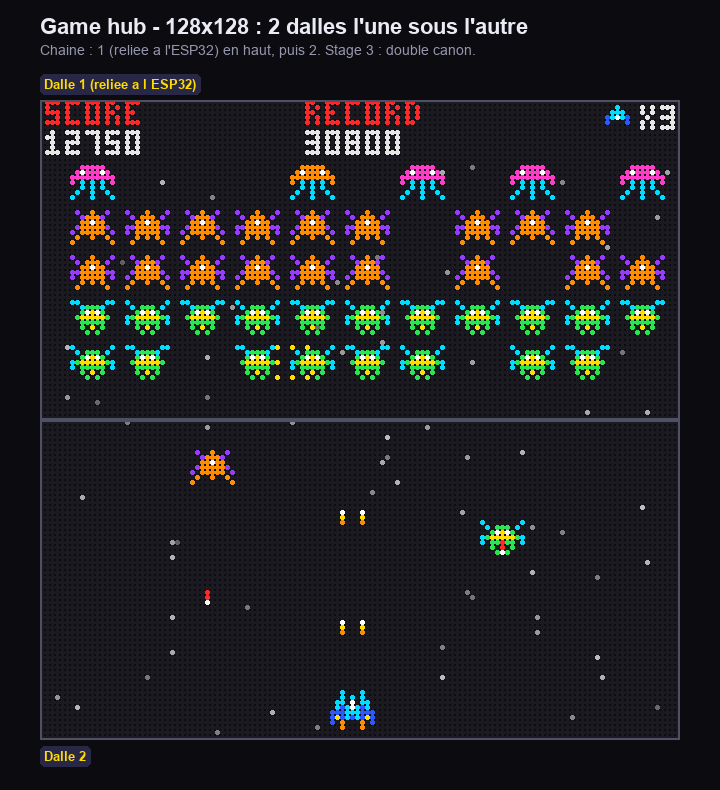 Game hub - 128x128 : 2 dalles l'une sous l'autre
Chaine : 1 (reliee a l'ESP32) en haut, puis 2. Stage 3 : double canon.
Dalle 1 (reliee a l ESP32)
SCORE RECORD X3
12750 30800
Dalle 2